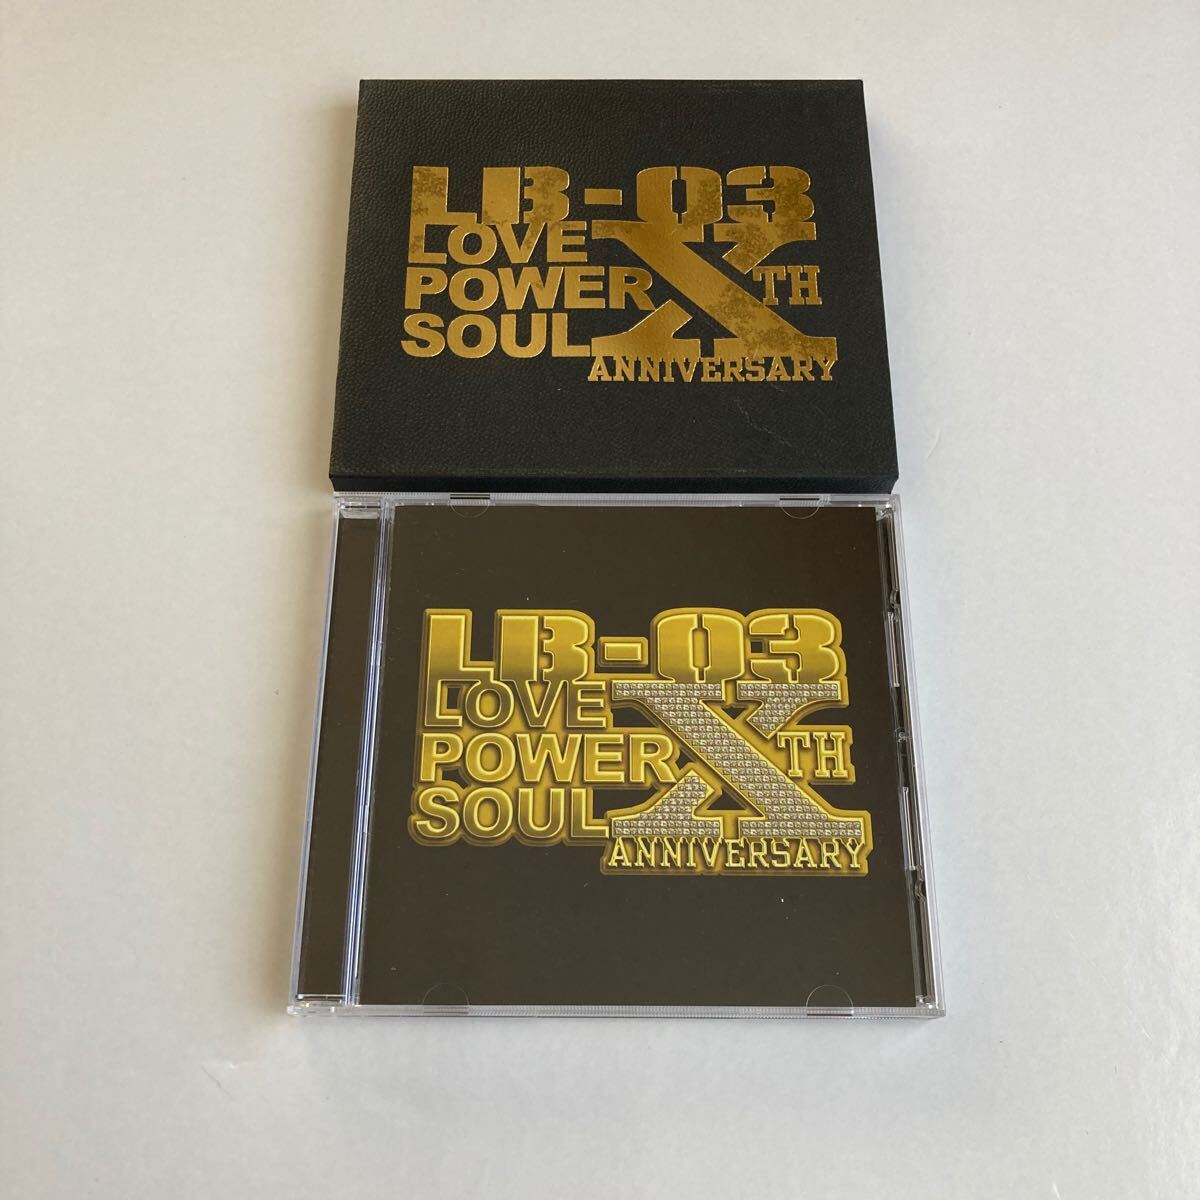 LB-03
LOVE
POWER X TH
SOUL
ANNIVERSARY
LB-03
LOVE
POWER X TH
SOUL
ANNIVERSARY